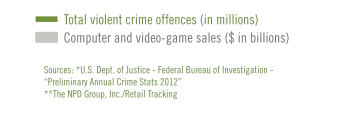 Total violent crime offences (in millions)
Computer and video-game sales ($ in billions)
Sources: *U.S. Dept. of Justice - Federal Bureau of Investigation -
"Preliminary Annual Crime Stats 2012"
**The NPD Group, Inc./Retail Tracking